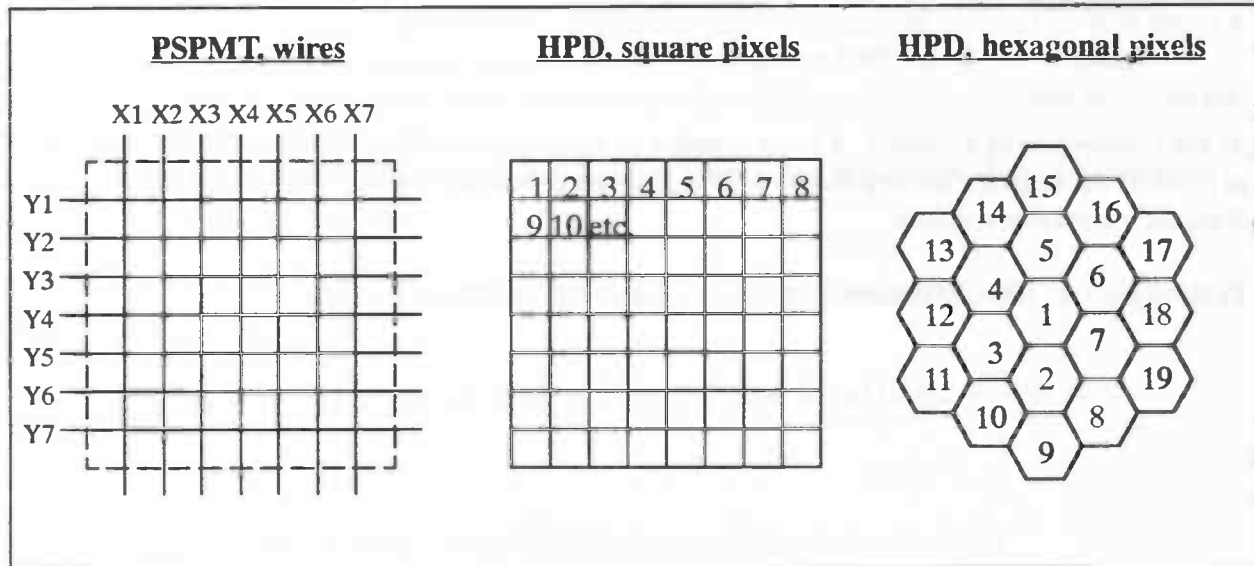 PSPMT, wires
HPD, square pixels
HPD, hexagonal pixels
X1 X2 X3 X4 X5 X6 X7
Y1
Y2
Y3
Y4
Y5
Y6
Y7
1 2 3 4 5 6 7 8
9 10 etc.
15
14 16
13 5 17
4 6
12 1 18
3 7
11 2 19
10 8
9